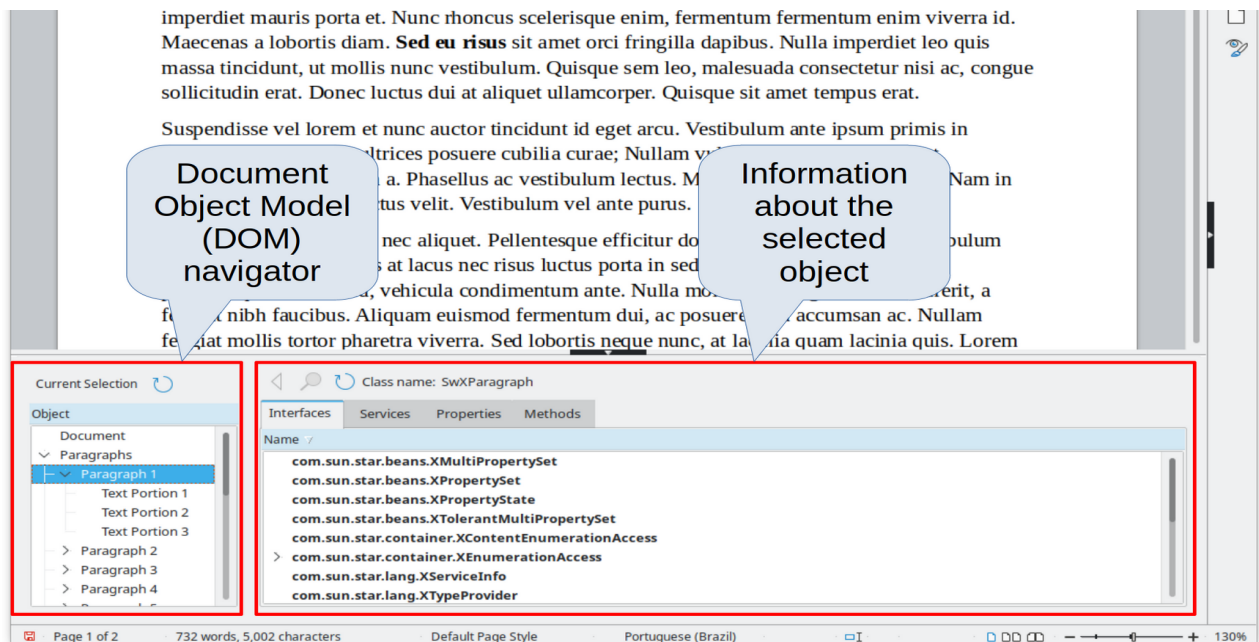 imperdiet mauris porta et. Nunc rhoncus scelerisque enim, fermentum fermentum enim viverra id.
Maecenas a lobortis diam. Sed eu risus sit amet orci fringilla dapibus. Nulla imperdiet leo quis
massa tincidunt, ut mollis nunc vestibulum. Quisque sem leo, malesuada consectetur nisi ac, congue
sollicitudin erat. Donec luctus dui at aliquet ullamcorper. Quisque sit amet tempus erat.
Suspendisse vel lorem et nunc auctor tincidunt id eget arcu. Vestibulum ante ipsum primis in
posuere cubilia curae; Nullam
a. Phasellus ac vestibulum lectus. Nam in
velit. Vestibulum vel ante purus.
nec aliquet. Pellentesque efficitur
at lacus nec risus luctus porta in
vehicula condimentum ante. Nulla a
nibh faucibus. Aliquam euismod fermentum dui, ac accumsan ac. Nullam
mollis tortor pharetra viverra. Sed lobortis neque nunc, at quam lacinia quis. Lorem
Document
Object Model
(DOM)
navigator
Information
about the
selected
object
Current Selection
Object
Document
Paragraphs
Paragraph 1
Text Portion 1
Text Portion 2
Text Portion 3
Paragraph 2
Paragraph 3
Paragraph 4
Class name: SwXParagraph
Interfaces Services Properties Methods
Name
com.sun.star.beans.XMultiPropertySet
com.sun.star.beans.XPropertySet
com.sun.star.beans.XPropertyState
com.sun.star.beans.XTolerantMultiPropertySet
com.sun.star.container.XContentEnumerationAccess
com.sun.star.container.XEnumerationAccess
com.sun.star.lang.XServiceInfo
com.sun.star.lang.XTypeProvider
Page 1 of 2 732 words, 5,002 characters Default Page Style Portuguese (Brazil) 130%